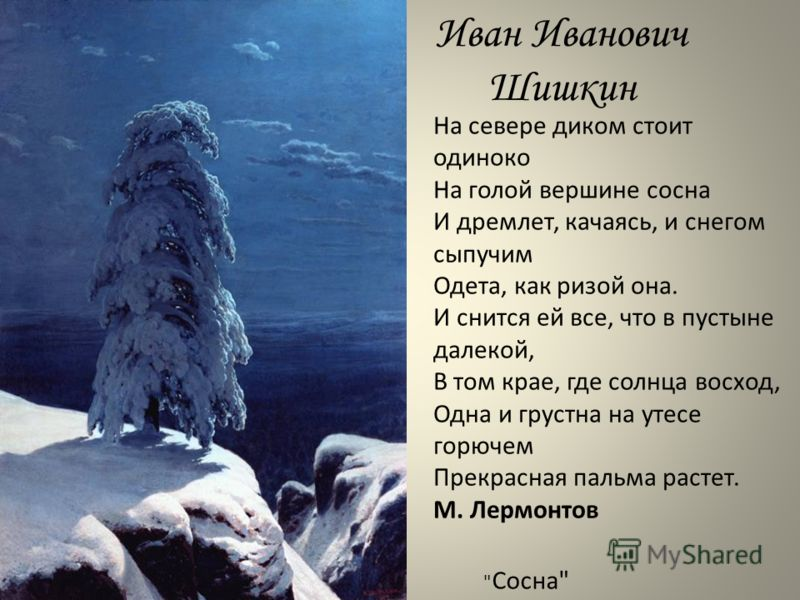 Иван Иванович
Шишкин
На севере диком стоит
одиноко
На голой вершине сосна
И дремлет, качаясь, и снегом
сыпучим
Одета, как ризой она.
И снится ей все, что в пустыне
далекой,
В том крае, где солнца восход,
Одна и грустна на утесе
горючем
Прекрасная пальма растет.
М. Лермонтов
MyShared
"Сосна"